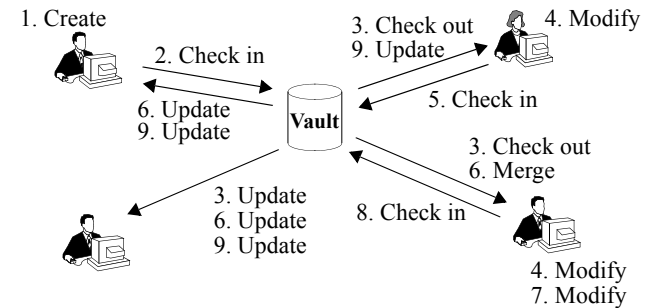 1. Create
2. Check in
3. Check out
9. Update
4. Modify
6. Update
9. Update
Vault
5. Check in
3. Check out
6. Merge
3. Update
6. Update
9. Update
8. Check in
4. Modify
7. Modify